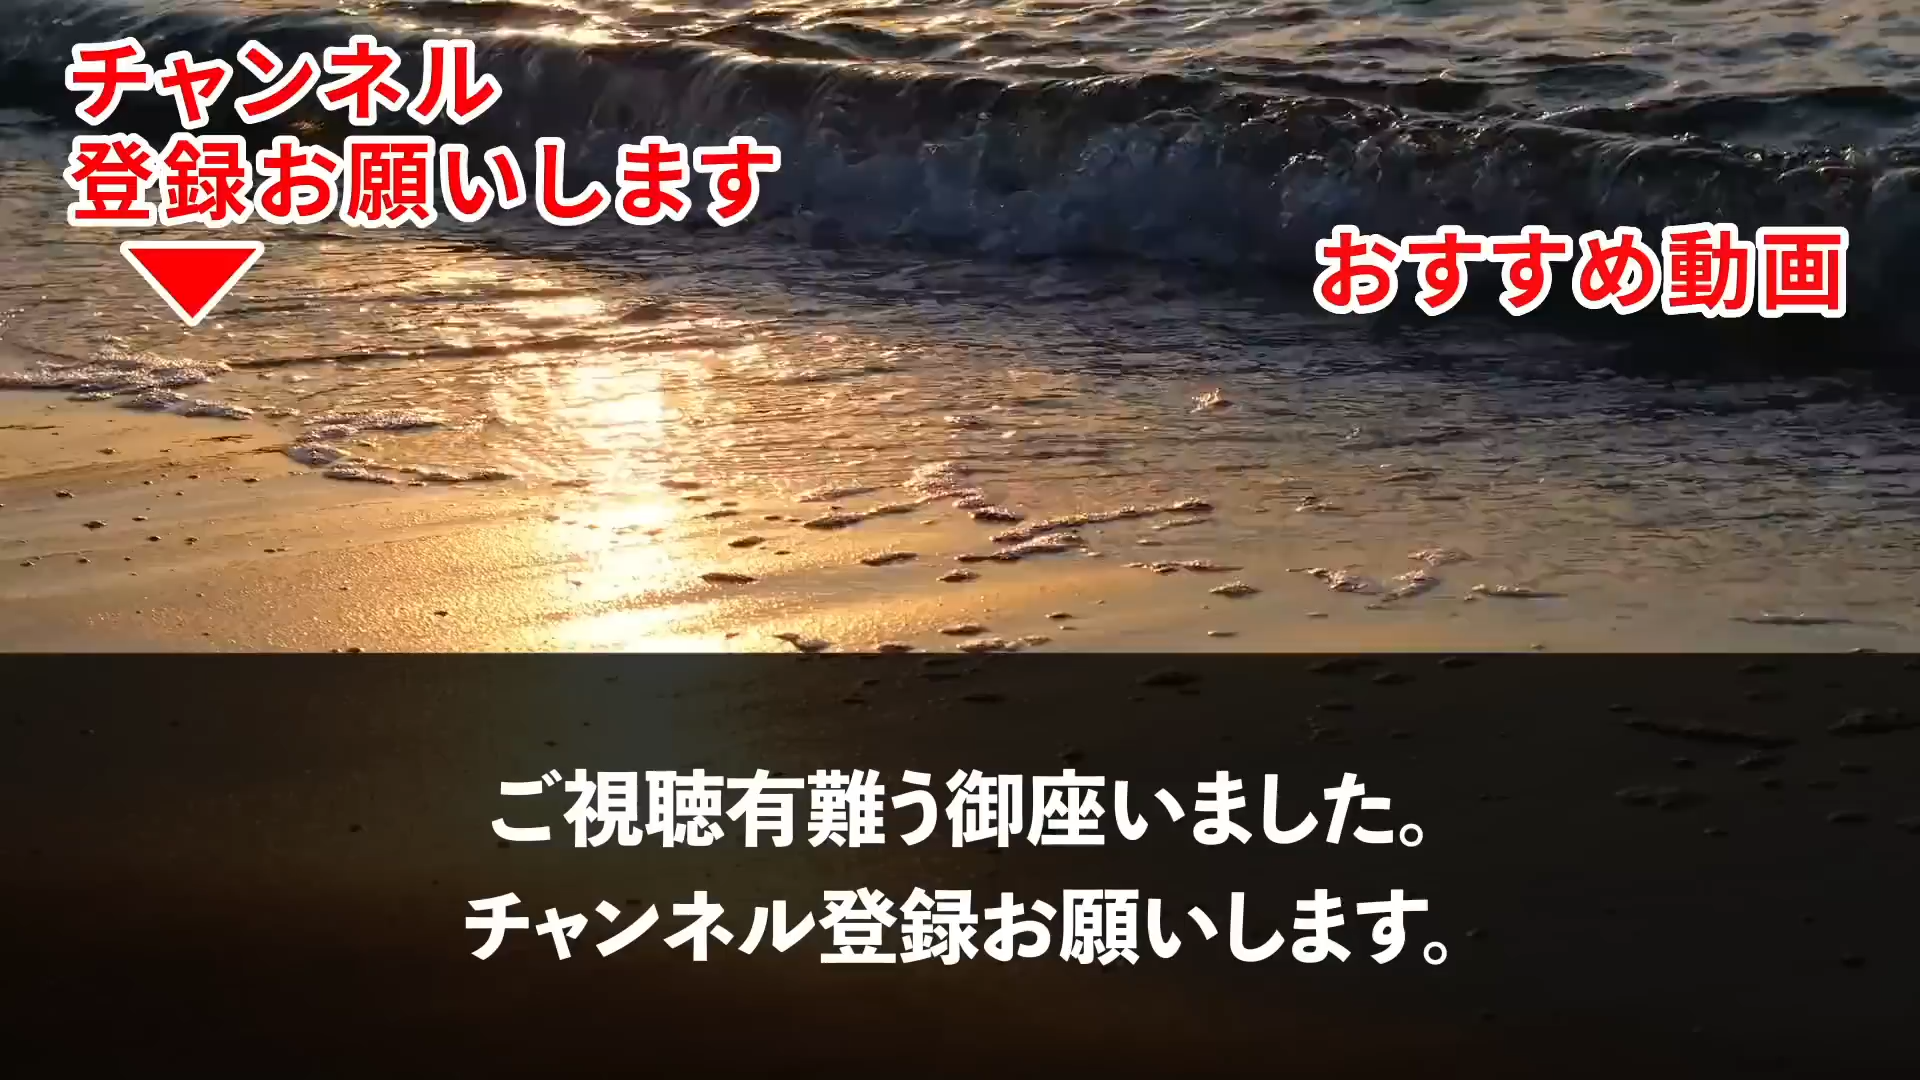 チャンネル
登録お願いします
おすすめ動画
ご視聴有難う御座いました。
チャンネル登録お願いします。